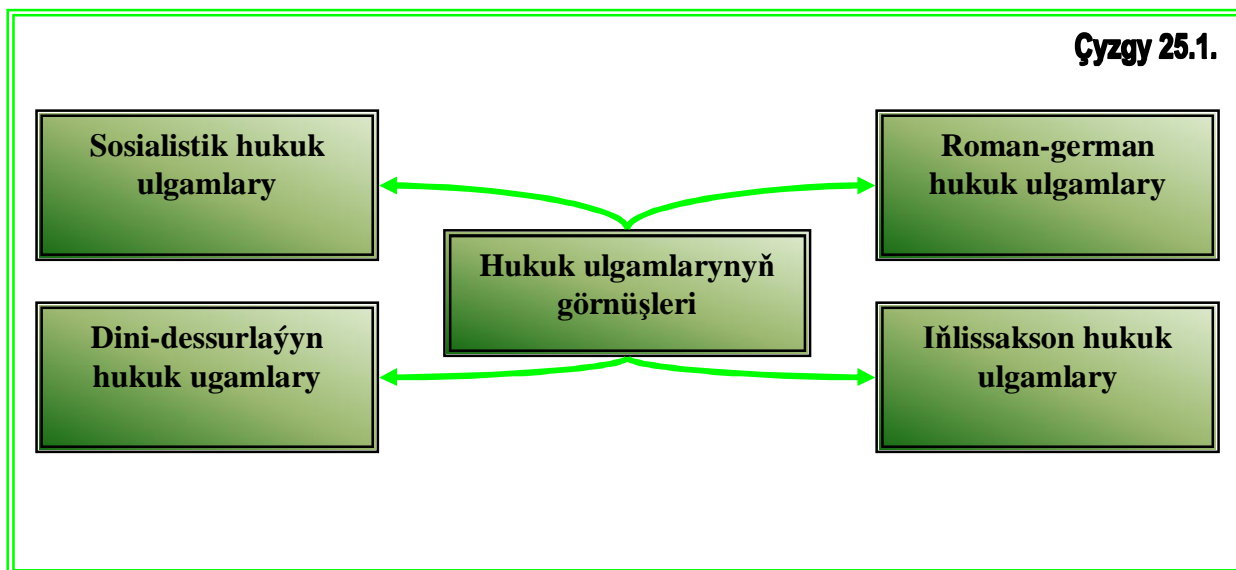 Çyzgy 25.1.
Sosialistik hukuk
ulgamlary
Roman-german
hukuk ulgamlary
Hukuk ulgamlarynyň
görnüşleri
Dini-dessurlaýyn
hukuk ugamlary
Iňlissakson hukuk
ulgamlary